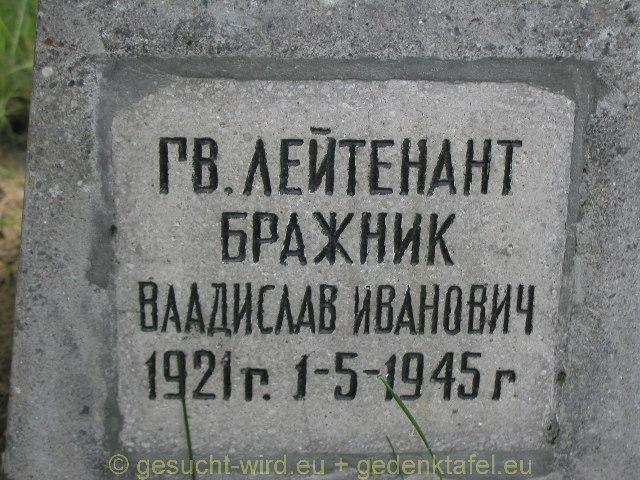 ГВ. ЛЕЙТЕНАНТ
БРАЖНИК
ВЛАДИСЛАВ ИВАНОВИЧ
1921 г. 1-5-1945 г
© gesucht-wird.eu + gedenktafel.eu